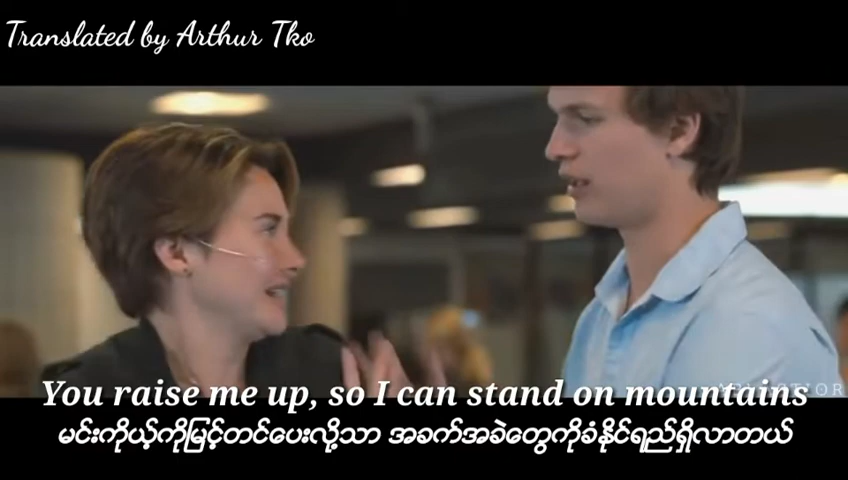 Translated by Arthur Tko
You raise me up, so I can stand on mountains
မင်းကိုယ့်ကိုမြင့်တင်ပေးလို့သာ အခက်အခဲတွေကိုခံနိုင်ရည်ရှိလာတယ်